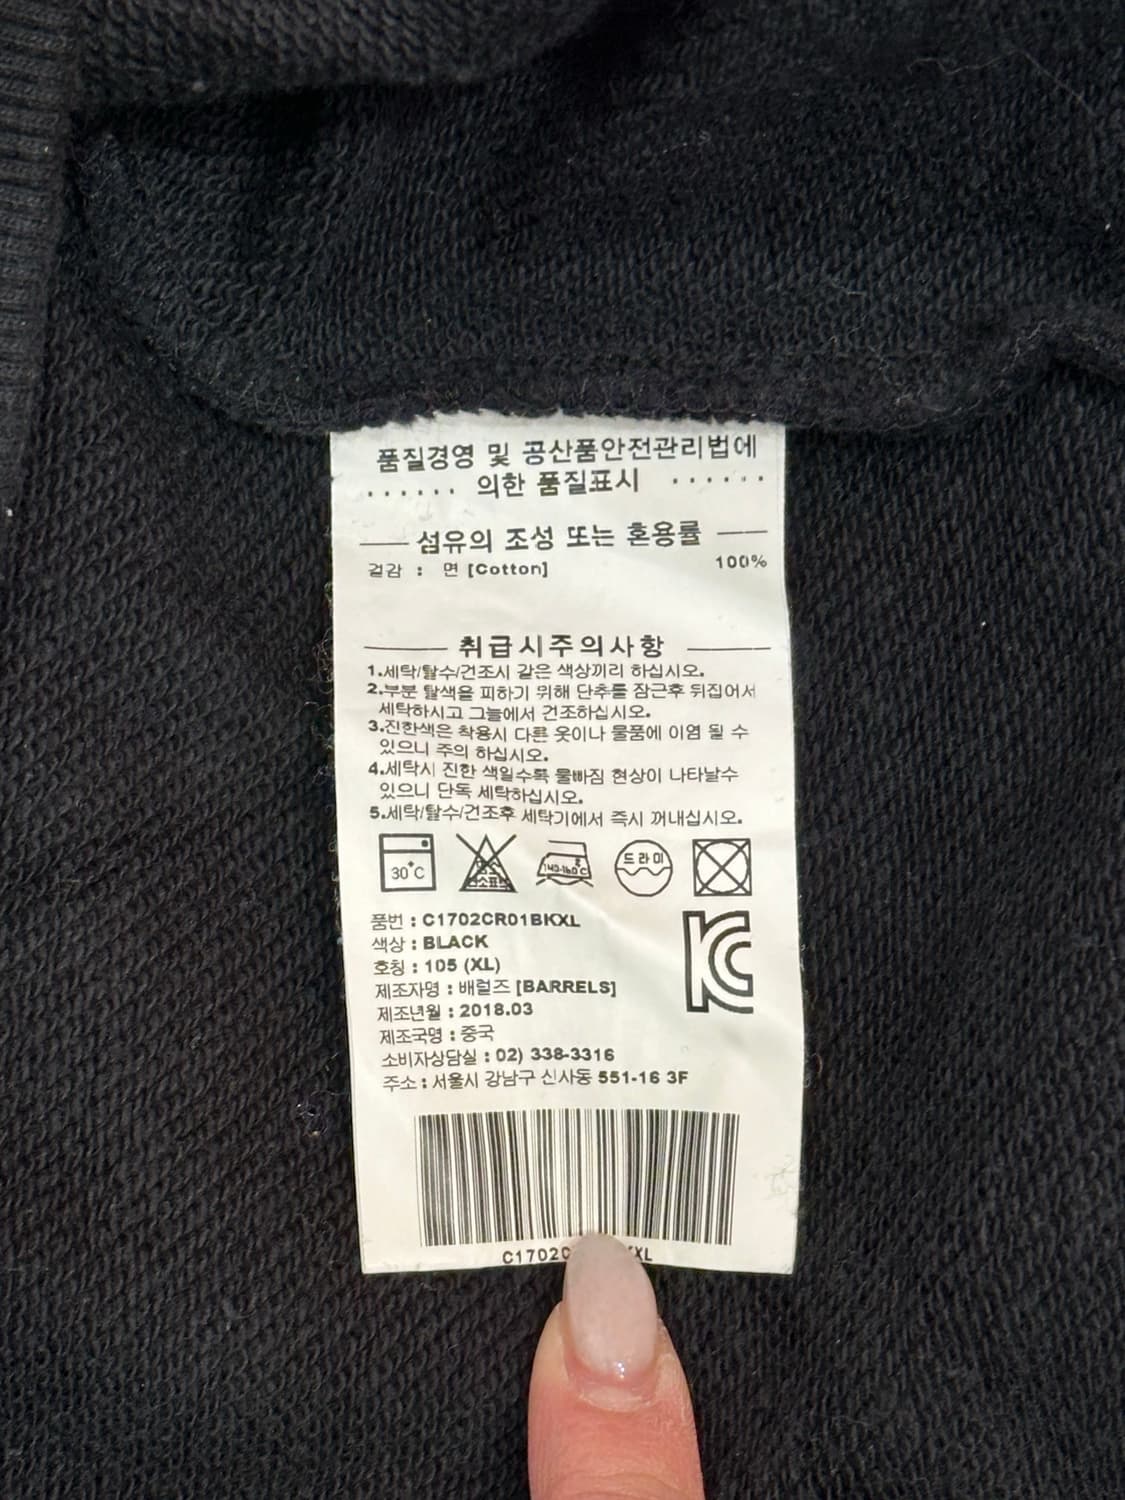 품질경영 및 공산품안전관리법에
...... 의한 품질표시 ......
섬유의 조성 또는 혼용률
겉감 : 면 [Cotton] 100%
취급시주의사항
1.세탁/탈수/건조시 같은 색상끼리 하십시오.
2.부분 탈색을 피하기 위해 단추를 잠근후 뒤집어서
세탁하시고 그늘에서 건조하십시오.
3.진한색은 착용시 다른 옷이나 물품에 이염 될 수
있으니 주의 하십시오.
4.세탁시 진한 색일수록 물빠짐 현상이 나타날수
있으니 단독 세탁하십시오.
5.세탁/탈수/건조후 세탁기에서 즉시 꺼내십시오.
30°C 140-160°C 드라이
품번 : C1702CR01BKXL
색상 : BLACK
호칭 : 105 (XL)
제조자명 : 배럴즈 [BARRELS]
제조년월 : 2018.03
제조국명 : 중국
소비자상담실 : 02) 338-3316
주소 : 서울시 강남구 신사동 551-16 3F
KC